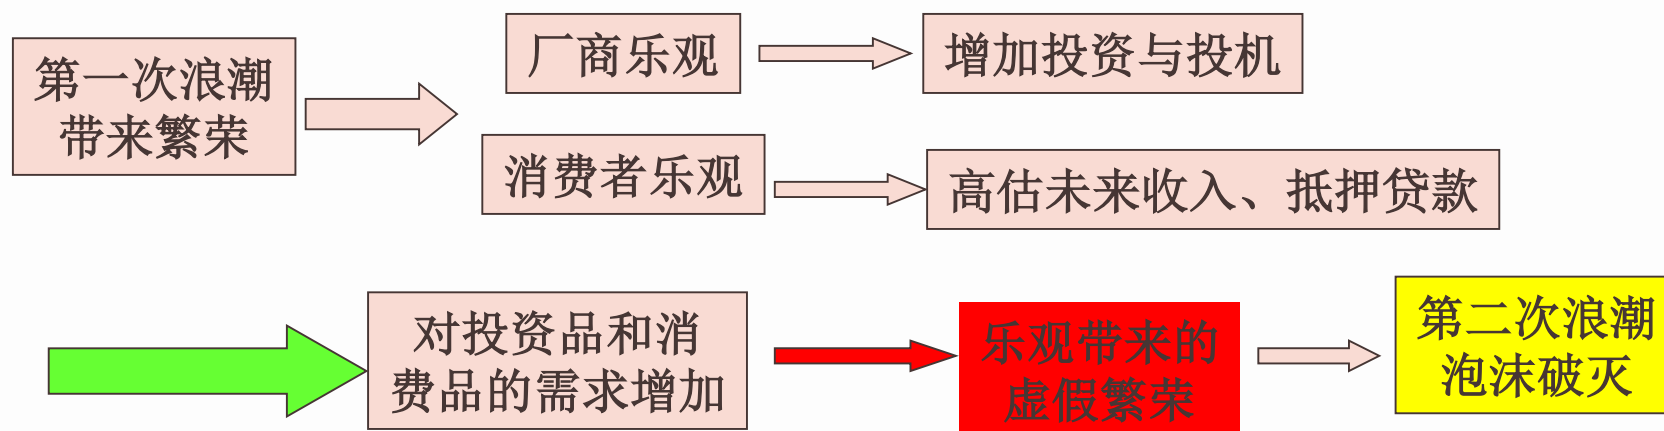 第一次浪潮
带来繁荣
厂商乐观
增加投资与投机
消费者乐观
高估未来收入、抵押贷款
对投资品和消
费品的需求增加
乐观带来的
虚假繁荣
第二次浪潮
泡沫破灭